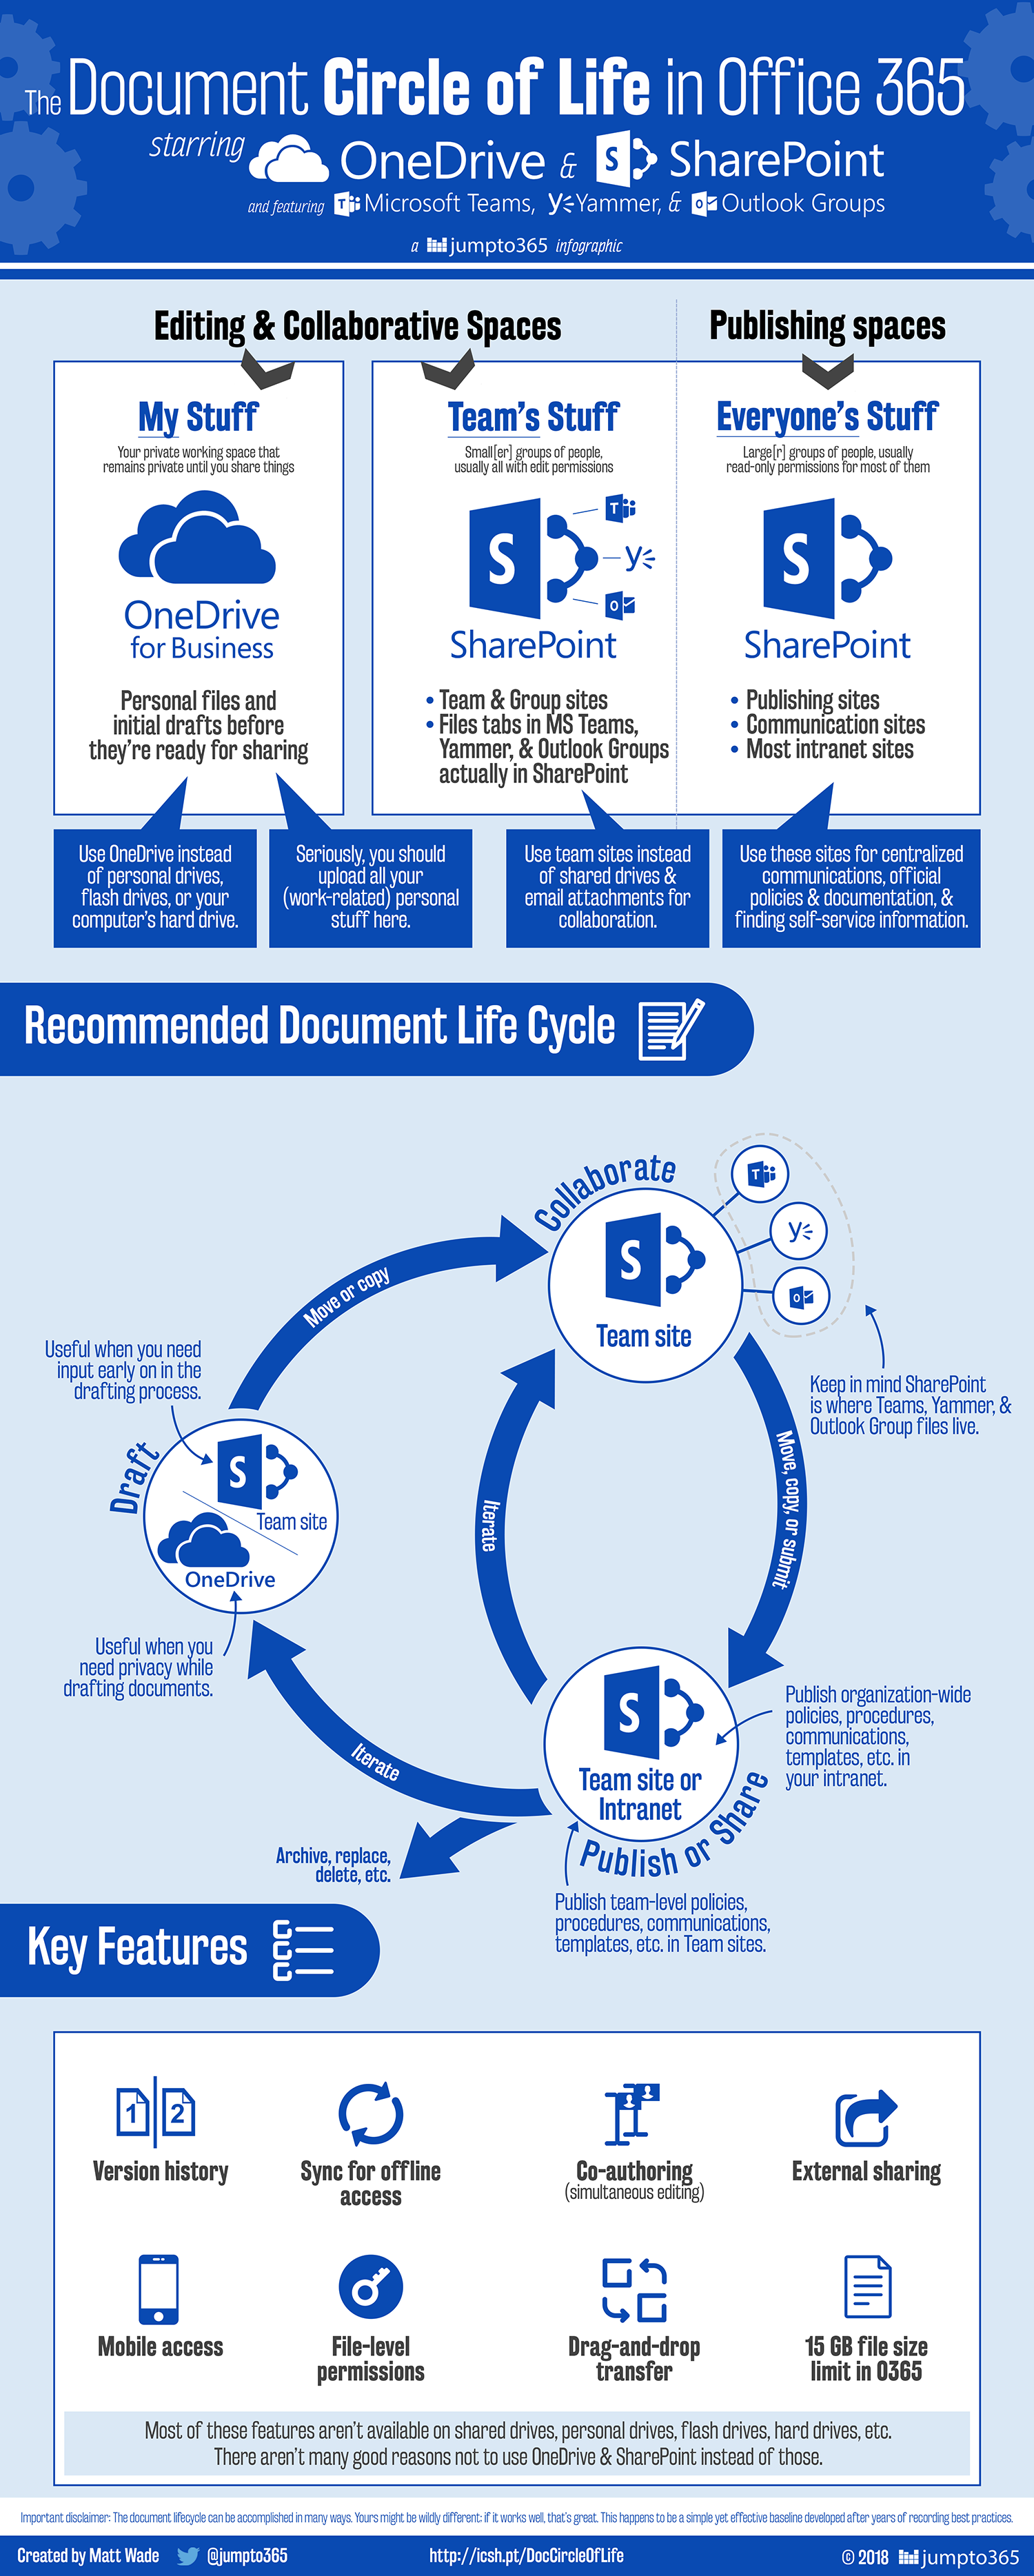 The Document Circle of Life in Office 365
starring OneDrive & S SharePoint
and featuring T Microsoft Teams, Yammer, & Outlook Groups
a jumpto365 infographic
Editing & Collaborative Spaces
Publishing spaces
My Stuff
Your private working space that
remains private until you share things
OneDrive
for Business
Personal files and
initial drafts before
they're ready for sharing
Team's Stuff
Small[er] groups of people,
usually all with edit permissions
S
T
y
O
SharePoint
• Team & Group sites
• Files tabs in MS Teams,
Yammer, & Outlook Groups
actually in SharePoint
Everyone's Stuff
Large[r] groups of people, usually
read-only permissions for most of them
S
SharePoint
• Publishing sites
• Communication sites
• Most intranet sites
Use OneDrive instead
of personal drives,
flash drives, or your
computer's hard drive.
Seriously, you should
upload all your
(work-related) personal
stuff here.
Use team sites instead
of shared drives &
email attachments for
collaboration.
Use these sites for centralized
communications, official
policies & documentation, &
finding self-service information.
Recommended Document Life Cycle
Collaborate
S
Team site
T
y
O
Move or copy
Useful when you need
input early on in the
drafting process.
Keep in mind SharePoint
is where Teams, Yammer, &
Outlook Group files live.
Draft
S
Team site
OneDrive
Iterate
Move, copy, or submit
Useful when you
need privacy while
drafting documents.
Iterate
S
Team site or
Intranet
Publish or Share
Publish organization-wide
policies, procedures,
communications,
templates, etc. in
your intranet.
Archive, replace,
delete, etc.
Publish team-level policies,
procedures, communications,
templates, etc. in Team sites.
Key Features
1 2
Version history
Sync for offline
access
Co-authoring
(simultaneous editing)
External sharing
Mobile access
File-level
permissions
Drag-and-drop
transfer
15 GB file size
limit in O365
Most of these features aren't available on shared drives, personal drives, flash drives, hard drives, etc.
There aren't many good reasons not to use OneDrive & SharePoint instead of those.
Important disclaimer: The document lifecycle can be accomplished in many ways. Yours might be wildly different: if it works well, that's great. This happens to be a simple yet effective baseline developed after years of recording best practices.
Created by Matt Wade @jumpto365 http://icsh.pt/DocCircleOfLife © 2018 jumpto365